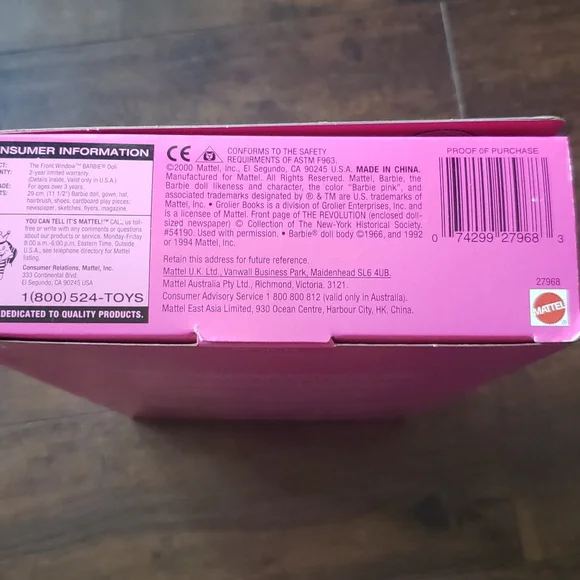 NSUMER INFORMATION
CT: The Front Window™ BARBIE® Doll
NTY: 2-year limited warranty.
(Details Inside, Valid only in U.S.A.)
ADE: For ages over 3 years.
TS: 29 cm (11 1/2") Barbie doll, gown, hat,
hairbrush, shoes, cardboard play pieces;
newspaper, sketches, flyers, magazine.
YOU CAN TELL IT'S MATTEL!™ CALL us toll-
free or write with any comments or questions
about our products or service. Monday-Friday
8:00 a.m.-6:00 p.m. Eastern Time. Outside
U.S.A., see telephone directory for Mattel
listing.
Consumer Relations, Mattel, Inc.
333 Continental Blvd.
El Segundo, CA 90245 USA
1(800) 524-TOYS
DEDICATED TO QUALITY PRODUCTS.
CE CONFORMS TO THE SAFETY
REQUIRMENTS OF ASTM F963.
©2000 Mattel, Inc., El Segundo, CA 90245 U.S.A. MADE IN CHINA.
Manufactured for Mattel. All Rights Reserved. Mattel, Barbie, the
Barbie doll likeness and character, the color "Barbie pink", and
associated trademarks designated by ® & TM are U.S. trademarks of
Mattel, Inc. • Grolier Books is a division of Grolier Enterprises, Inc. and
is a licensee of Mattel. Front page of THE REVOLUTION (enclosed doll-
sized newspaper) © Collection of The New-York Historical Society,
#54190. Used with permission. • Barbie® doll body ©1966, and 1992
or 1994 Mattel, Inc.
Retain this address for future reference.
Mattel U.K. Ltd., Vanwall Business Park, Maidenhead SL6 4UB.
Mattel Australia Pty Ltd., Richmond, Victoria. 3121.
Consumer Advisory Service 1 800 800 812 (valid only in Australia).
Mattel East Asia Limited, 930 Ocean Centre, Harbour City, HK, China.
PROOF OF PURCHASE
0 74299 27968 3
27968
MATTEL